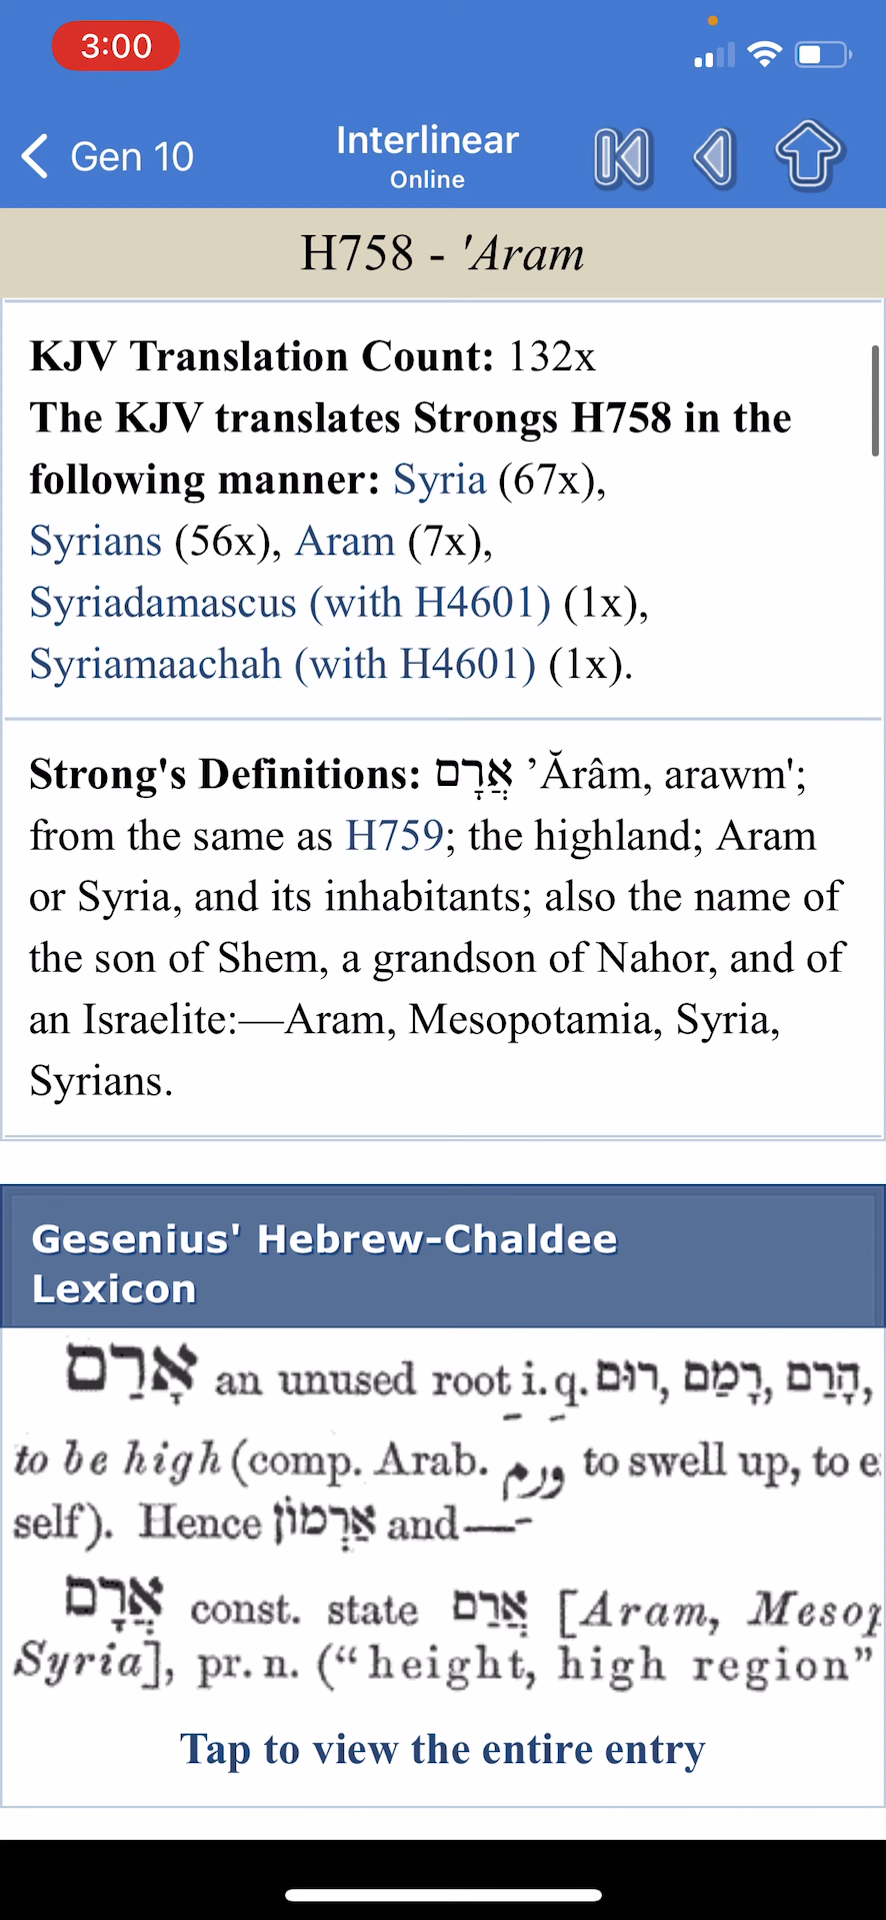 3:00
Gen 10
Interlinear
Online
H758 - 'Aram
KJV Translation Count: 132x
The KJV translates Strongs H758 in the
following manner: Syria (67x),
Syrians (56x), Aram (7x),
Syriadamascus (with H4601) (1x),
Syriamaachah (with H4601) (1x).
Strong's Definitions: אֲרָם ʼĂrâm, arawm';
from the same as H759; the highland; Aram
or Syria, and its inhabitants; also the name of
the son of Shem, a grandson of Nahor, and of
an Israelite:—Aram, Mesopotamia, Syria,
Syrians.
Gesenius' Hebrew-Chaldee
Lexicon
אָרַם an unused root i. q. רוּם, רָמַם, הָרַם,
to be high (comp. Arab. ورم to swell up, to e
self). Hence אַרְמוֹן and—
אֲרָם const. state אֲרַם [Aram, Mesop
Syria], pr. n. (“height, high region”
Tap to view the entire entry